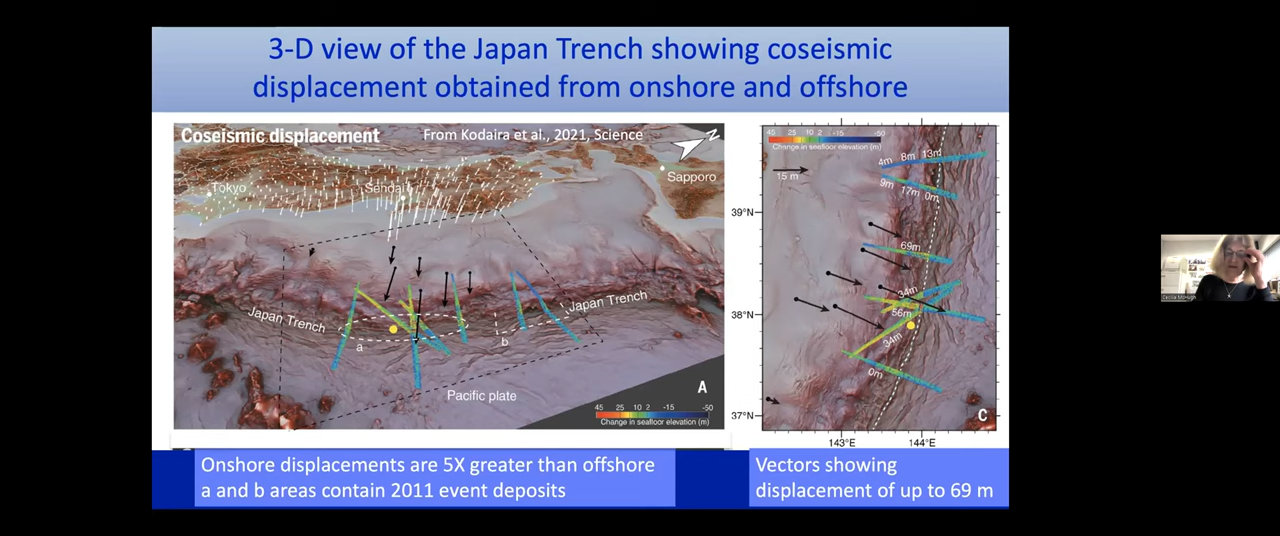 3-D view of the Japan Trench showing coseismic
displacement obtained from onshore and offshore
Coseismic displacement
From Kodaira et al., 2021, Science
N
Tokyo
Sendai
Sapporo
Japan Trench
Japan Trench
a
b
Pacific plate
A
45 25 10 2 -15 -50
Change in seafloor elevation (m)
45 25 10 2 -15 -50
Change in seafloor elevation (m)
15 m
4m 8m 13m
9m 17m 0m
69m
34m
56m
34m
0m
39°N
38°N
37°N
143°E
144°E
C
Onshore displacements are 5X greater than offshore
a and b areas contain 2011 event deposits
Vectors showing
displacement of up to 69 m
Cecilia McHugh